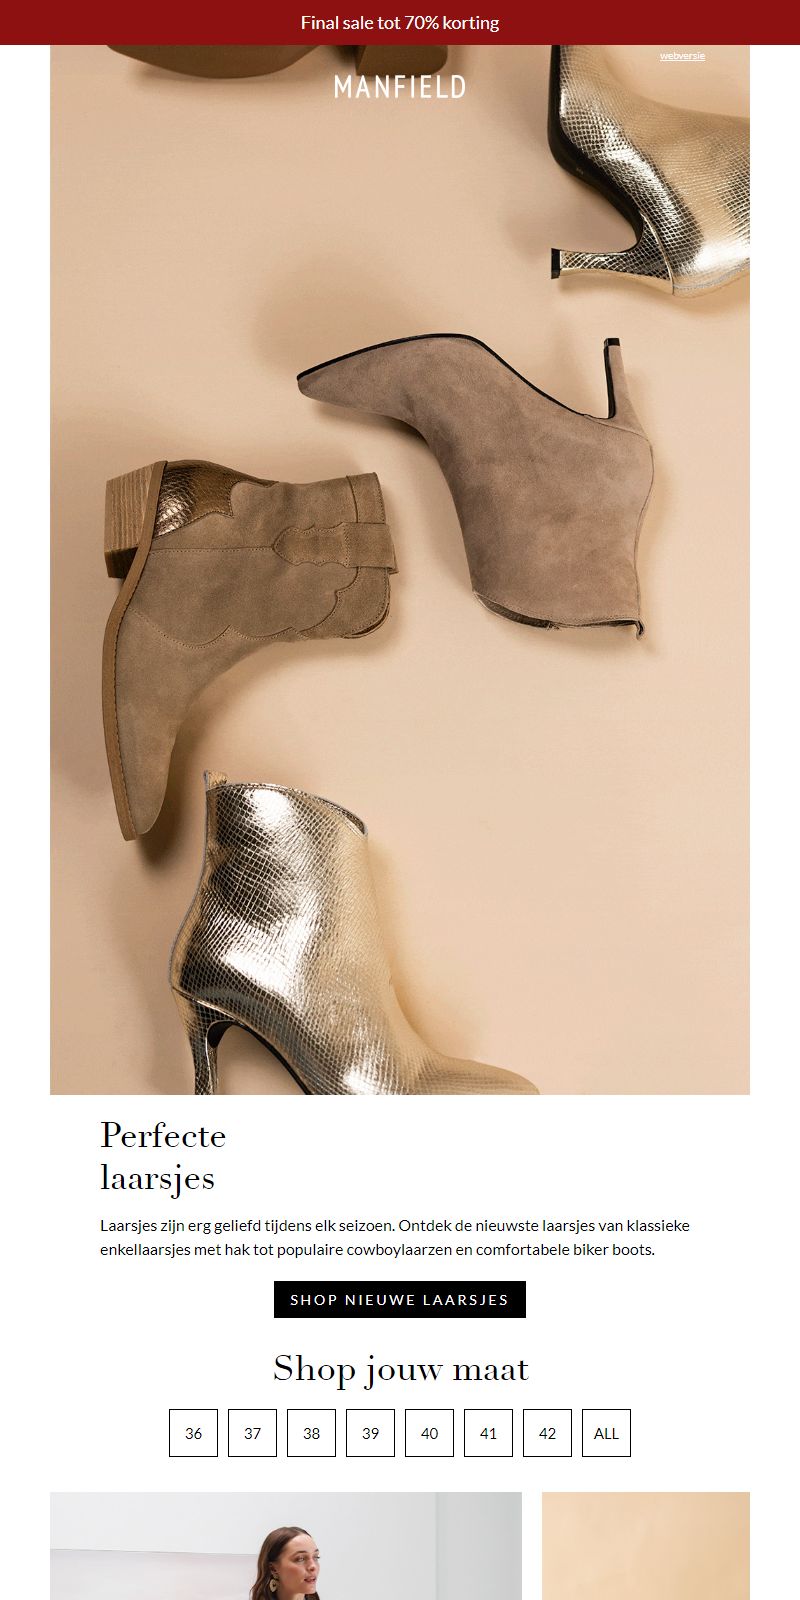 Final sale tot 70% korting
webversie
MANFIELD
Perfecte
laarsjes
Laarsjes zijn erg geliefd tijdens elk seizoen. Ontdek de nieuwste laarsjes van klassieke
enkellaarsjes met hak tot populaire cowboylaarzen en comfortabele biker boots.
SHOP NIEUWE LAARSJES
Shop jouw maat
36 37 38 39 40 41 42 ALL